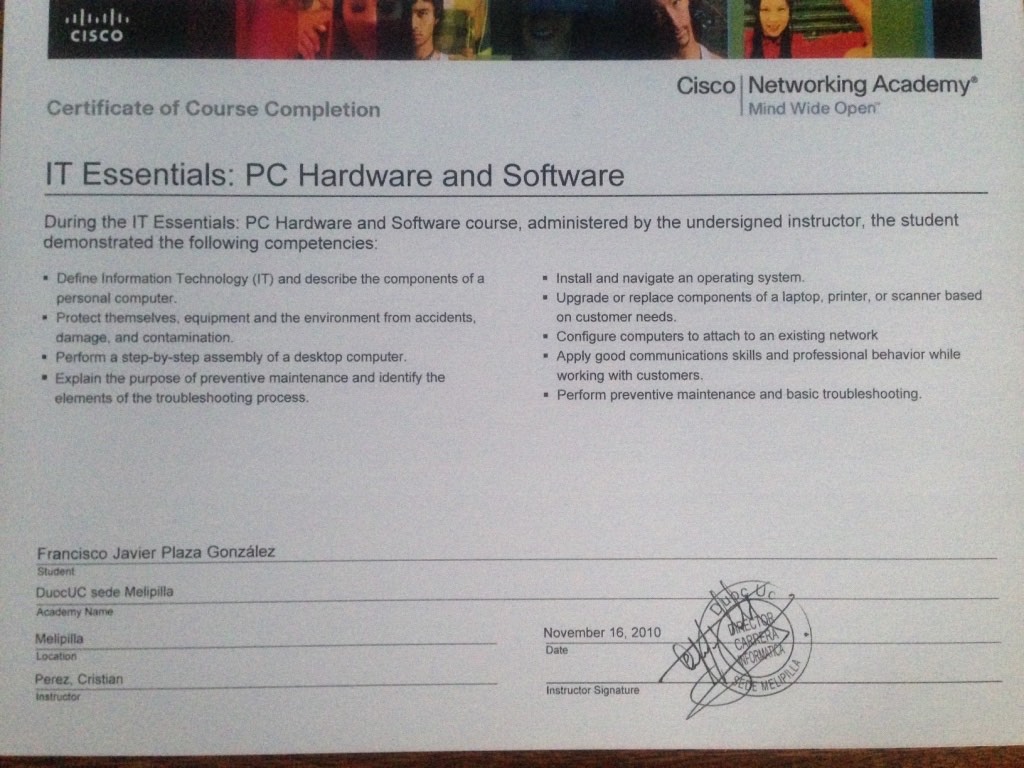 CISCO
Cisco | Networking Academy®
Mind Wide Open™
Certificate of Course Completion
IT Essentials: PC Hardware and Software
During the IT Essentials: PC Hardware and Software course, administered by the undersigned instructor, the student
demonstrated the following competencies:
▪ Define Information Technology (IT) and describe the components of a
personal computer.
▪ Protect themselves, equipment and the environment from accidents,
damage, and contamination.
▪ Perform a step-by-step assembly of a desktop computer.
▪ Explain the purpose of preventive maintenance and identify the
elements of the troubleshooting process.
▪ Install and navigate an operating system.
▪ Upgrade or replace components of a laptop, printer, or scanner based
on customer needs.
▪ Configure computers to attach to an existing network
▪ Apply good communications skills and professional behavior while
working with customers.
▪ Perform preventive maintenance and basic troubleshooting.
Francisco Javier Plaza González
Student
DuocUC sede Melipilla
Academy Name
Melipilla
Location
Perez, Cristian
Instructor
November 16, 2010
Date
Instructor Signature
Duoc Uc
DIRECTOR
CARRERA
INFORMATICA
SEDE MELIPILLA